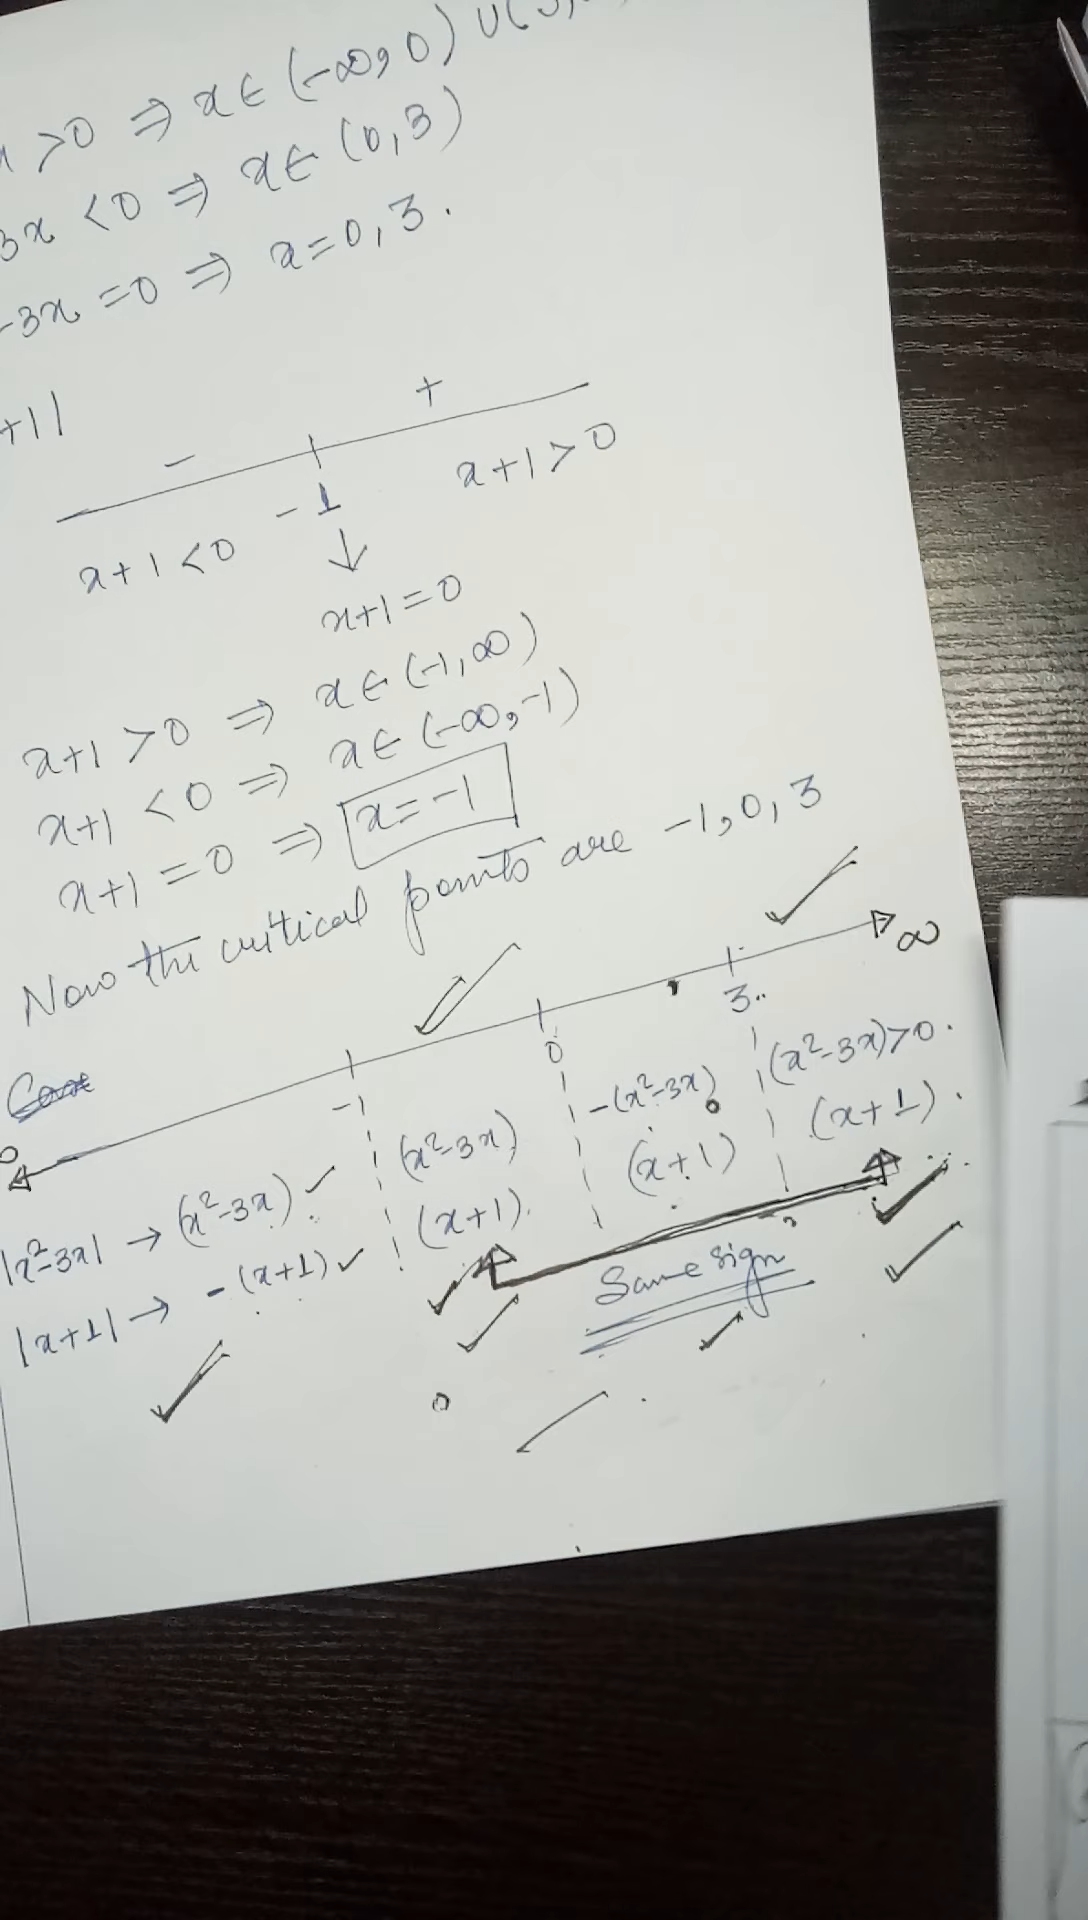 >0 ⇒ x ∈ (-∞, 0) ∪ (3,
3x <0 ⇒ x ∈ (0,3)
-3x =0 ⇒ x=0,3.
+1|
- +
-1
x+1<0 x+1>0
↓
x+1=0
x+1 >0 ⇒ x ∈ (-1,∞)
x+1 <0 ⇒ x ∈ (-∞,-1)
x+1 =0 ⇒ x=-1
Now the critical points are -1,0,3
Case
-1 0 3 ∞
|x²-3x| → (x²-3x) (x²-3x) -(x²-3x) (x²-3x)>0.
|x+1| → -(x+1) (x+1) (x+1) (x+1).
Same sign